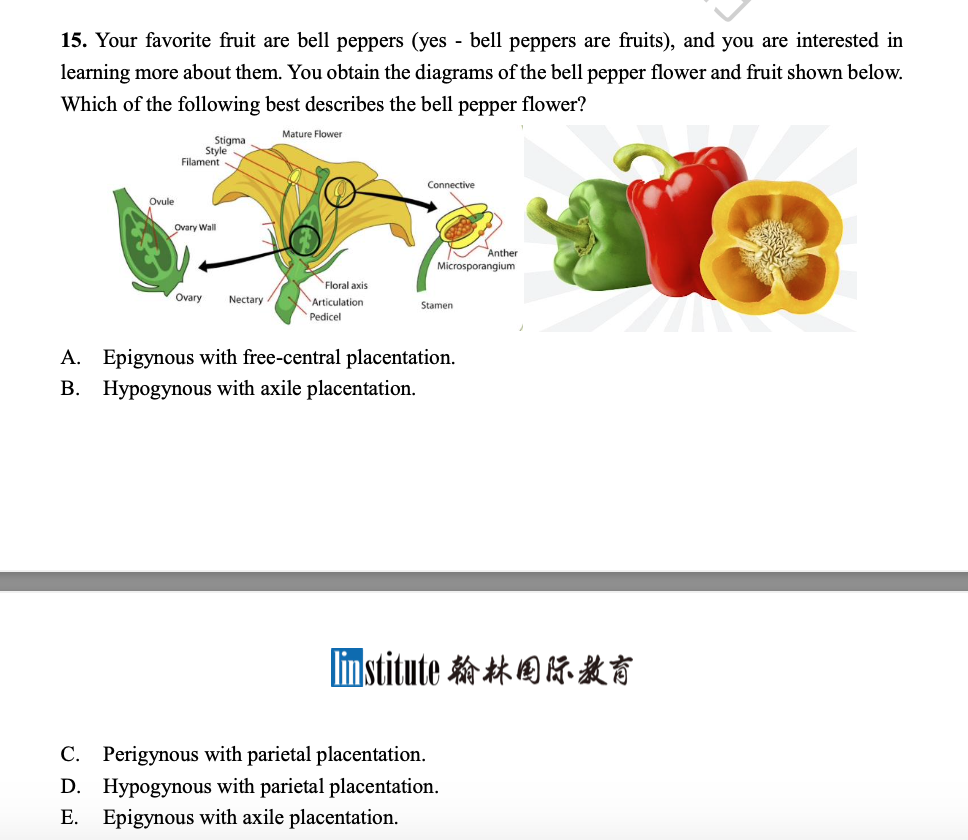 15. Your favorite fruit are bell peppers (yes - bell peppers are fruits), and you are interested in
learning more about them. You obtain the diagrams of the bell pepper flower and fruit shown below.
Which of the following best describes the bell pepper flower?
Mature Flower
Stigma
Style
Filament
Connective
Ovule
Ovary Wall
Anther
Microsporangium
Floral axis
Ovary
Nectary
Articulation
Stamen
Pedicel
A. Epigynous with free-central placentation.
B. Hypogynous with axile placentation.
linstitute 翰林国际教育
C. Perigynous with parietal placentation.
D. Hypogynous with parietal placentation.
E. Epigynous with axile placentation.